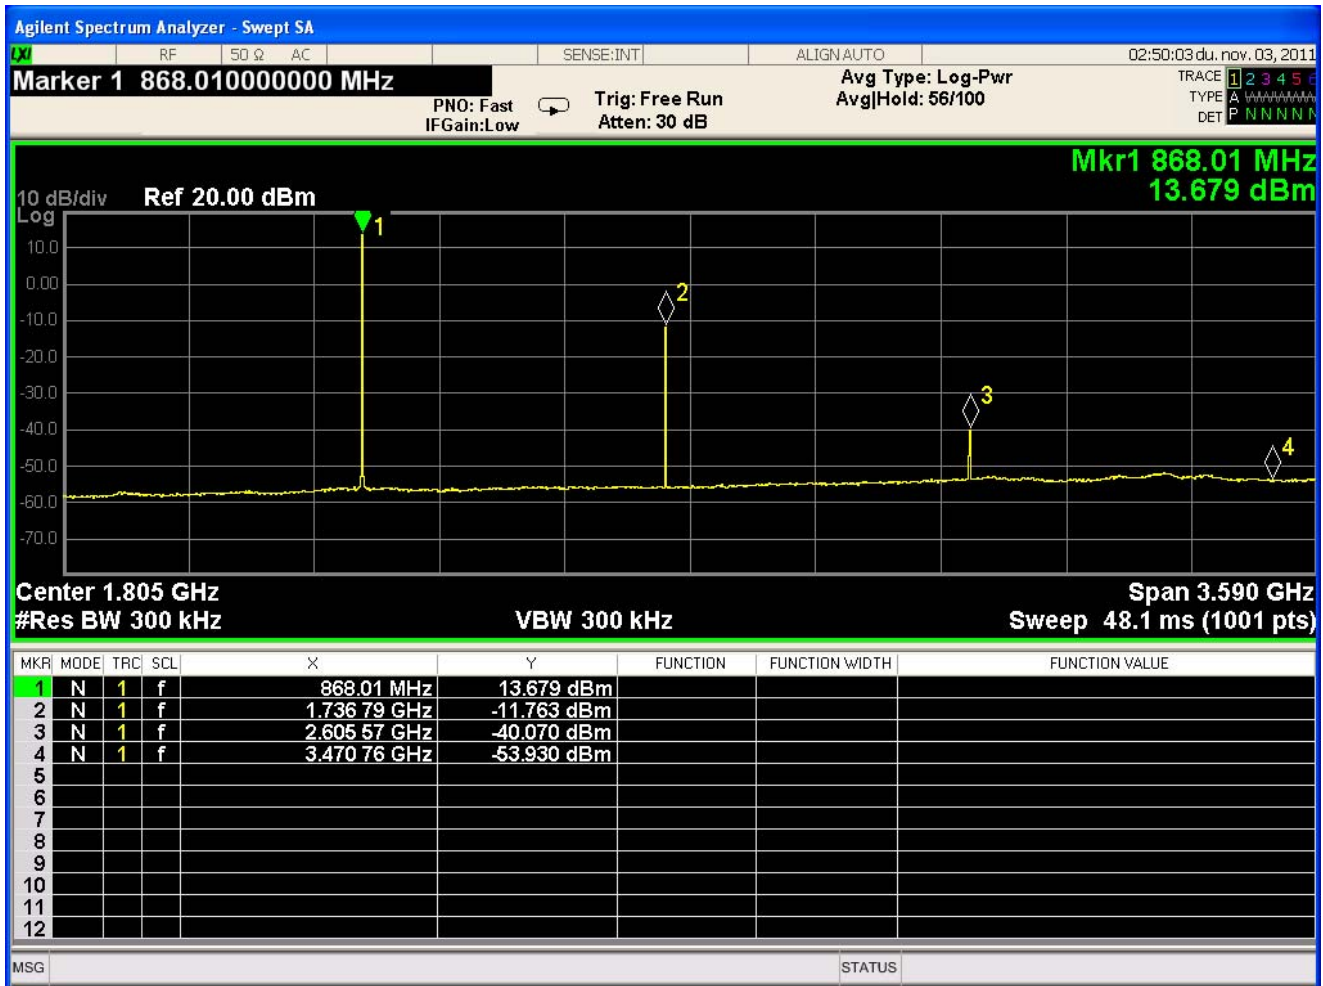 Agilent Spectrum Analyzer - Swept SA
LXI RF 50 Ω AC SENSE:INT ALIGNAUTO 02:50:03 du. nov. 03, 2011
Marker 1 868.010000000 MHz
PNO: Fast
IFGain:Low
Trig: Free Run
Atten: 30 dB
Avg Type: Log-Pwr
Avg|Hold: 56/100
TRACE 1 2 3 4 5 6
TYPE A
DET P N N N N N
Mkr1 868.01 MHz
13.679 dBm
10 dB/div Ref 20.00 dBm
Log
10.0
0.00
-10.0
-20.0
-30.0
-40.0
-50.0
-60.0
-70.0
1
2
3
4
Center 1.805 GHz Span 3.590 GHz
#Res BW 300 kHz VBW 300 kHz Sweep 48.1 ms (1001 pts)
MKR MODE TRC SCL X Y FUNCTION FUNCTION WIDTH FUNCTION VALUE
1 N 1 f 868.01 MHz 13.679 dBm
2 N 1 f 1.736 79 GHz -11.763 dBm
3 N 1 f 2.605 57 GHz -40.070 dBm
4 N 1 f 3.470 76 GHz -53.930 dBm
5
6
7
8
9
10
11
12
MSG STATUS